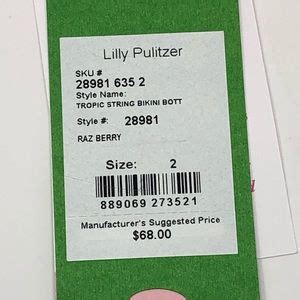 Lilly Pulitzer
SKU #
28981 635 2
Style Name:
TROPIC STRING BIKINI BOTT
Style #: 28981
RAZ BERRY
Size: 2
889069 273521
Manufacturer's Suggested Price
$68.00